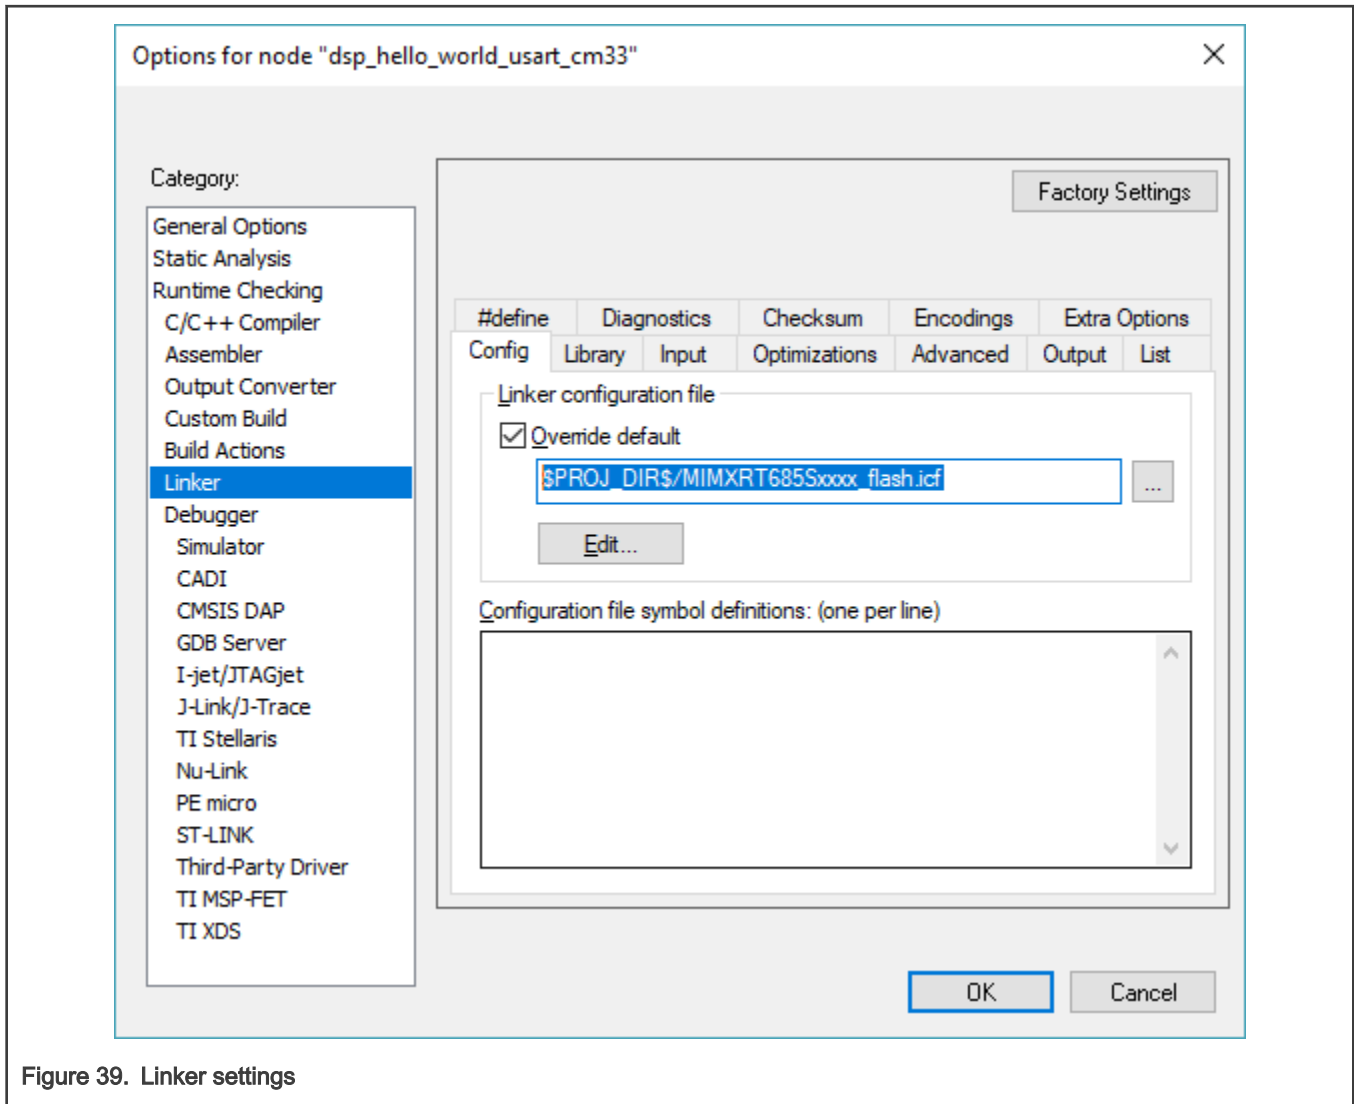 Options for node "dsp_hello_world_usart_cm33"
Category:
General Options
Static Analysis
Runtime Checking
C/C++ Compiler
Assembler
Output Converter
Custom Build
Build Actions
Linker
Debugger
Simulator
CADI
CMSIS DAP
GDB Server
I-jet/JTAGjet
J-Link/J-Trace
TI Stellaris
Nu-Link
PE micro
ST-LINK
Third-Party Driver
TI MSP-FET
TI XDS
Factory Settings
#define Diagnostics Checksum Encodings Extra Options
Config Library Input Optimizations Advanced Output List
Linker configuration file
Override default
$PROJ_DIR$/MIMXRT685Sxxxx_flash.icf
...
Edit...
Configuration file symbol definitions: (one per line)
OK Cancel
Figure 39. Linker settings